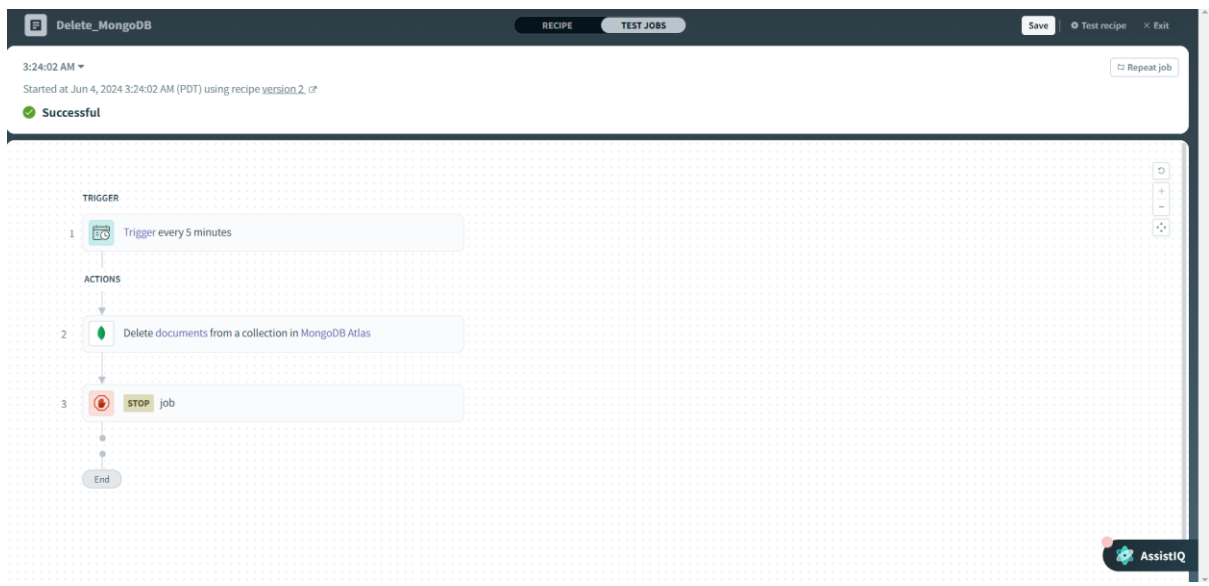 Delete_MongoDB
RECIPE
TEST JOBS
Save
Test recipe
Exit
3:24:02 AM
Repeat job
Started at Jun 4, 2024 3:24:02 AM (PDT) using recipe version 2
Successful
TRIGGER
1 Trigger every 5 minutes
ACTIONS
2 Delete documents from a collection in MongoDB Atlas
3 STOP job
End
AssistIQ